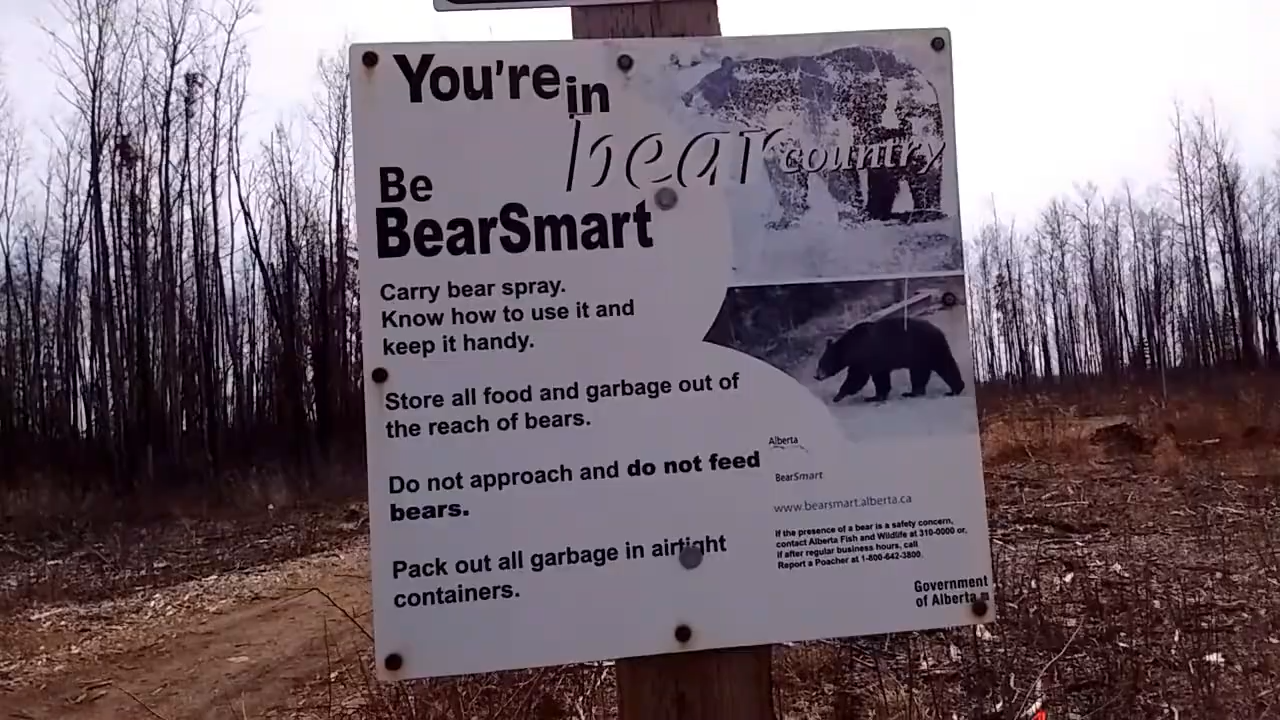 You're in
bear country
Be
BearSmart
Carry bear spray.
Know how to use it and
keep it handy.
Store all food and garbage out of
the reach of bears.
Do not approach and do not feed
bears.
Pack out all garbage in airtight
containers.
Alberta
BearSmart
www.bearsmart.alberta.ca
If the presence of a bear is a safety concern,
contact Alberta Fish and Wildlife at 310-0000 or,
if after regular business hours, call
Report a Poacher at 1-800-642-3800.
Government
of Alberta